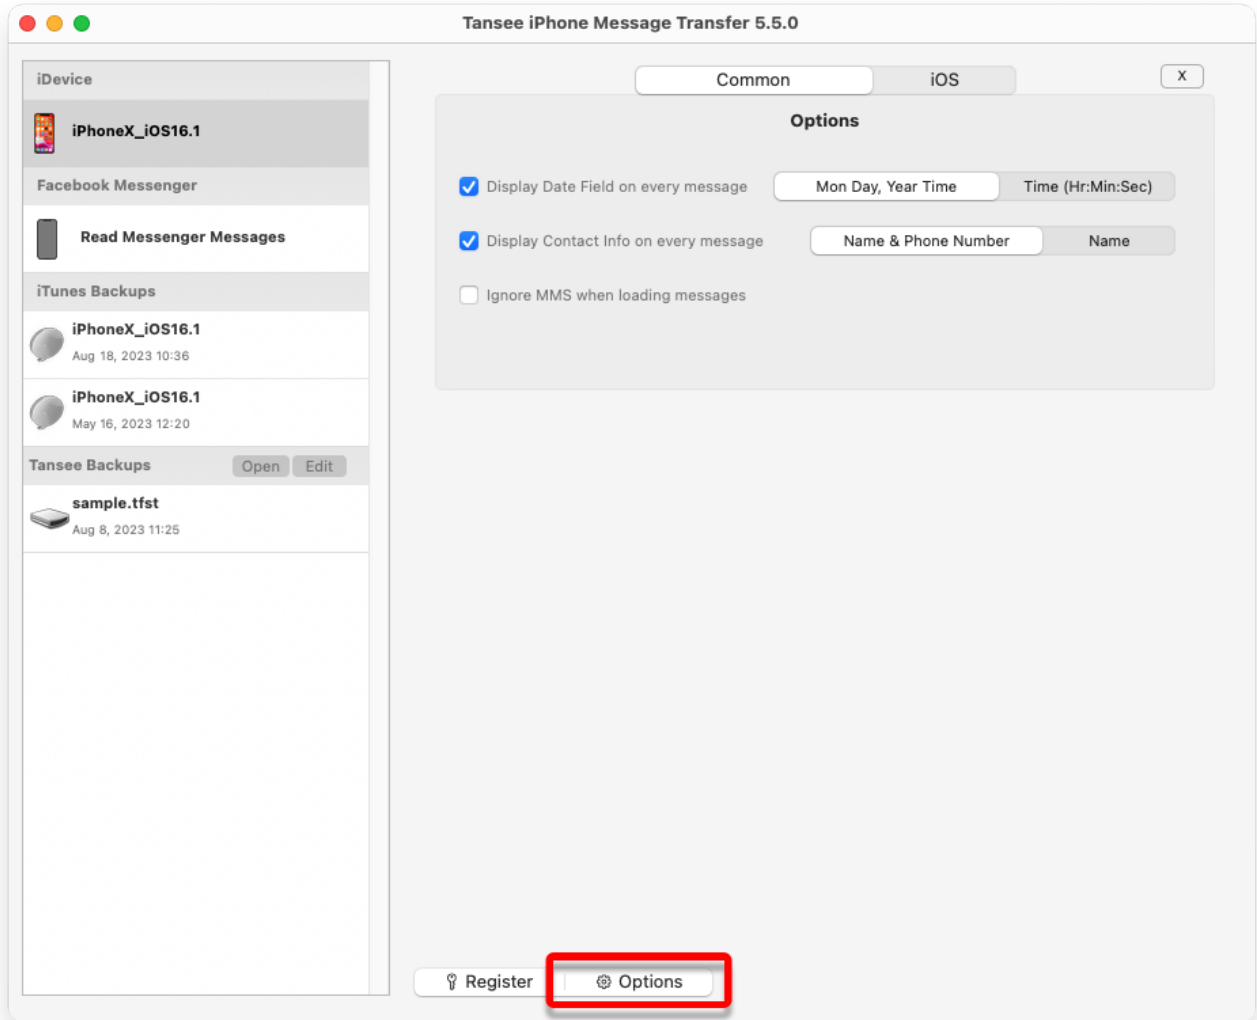 Tansee iPhone Message Transfer 5.5.0
iDevice
iPhoneX_iOS16.1
Facebook Messenger
Read Messenger Messages
iTunes Backups
iPhoneX_iOS16.1
Aug 18, 2023 10:36
iPhoneX_iOS16.1
May 16, 2023 12:20
Tansee Backups Open Edit
sample.tfst
Aug 8, 2023 11:25
Common iOS X
Options
Display Date Field on every message Mon Day, Year Time Time (Hr:Min:Sec)
Display Contact Info on every message Name & Phone Number Name
Ignore MMS when loading messages
Register Options